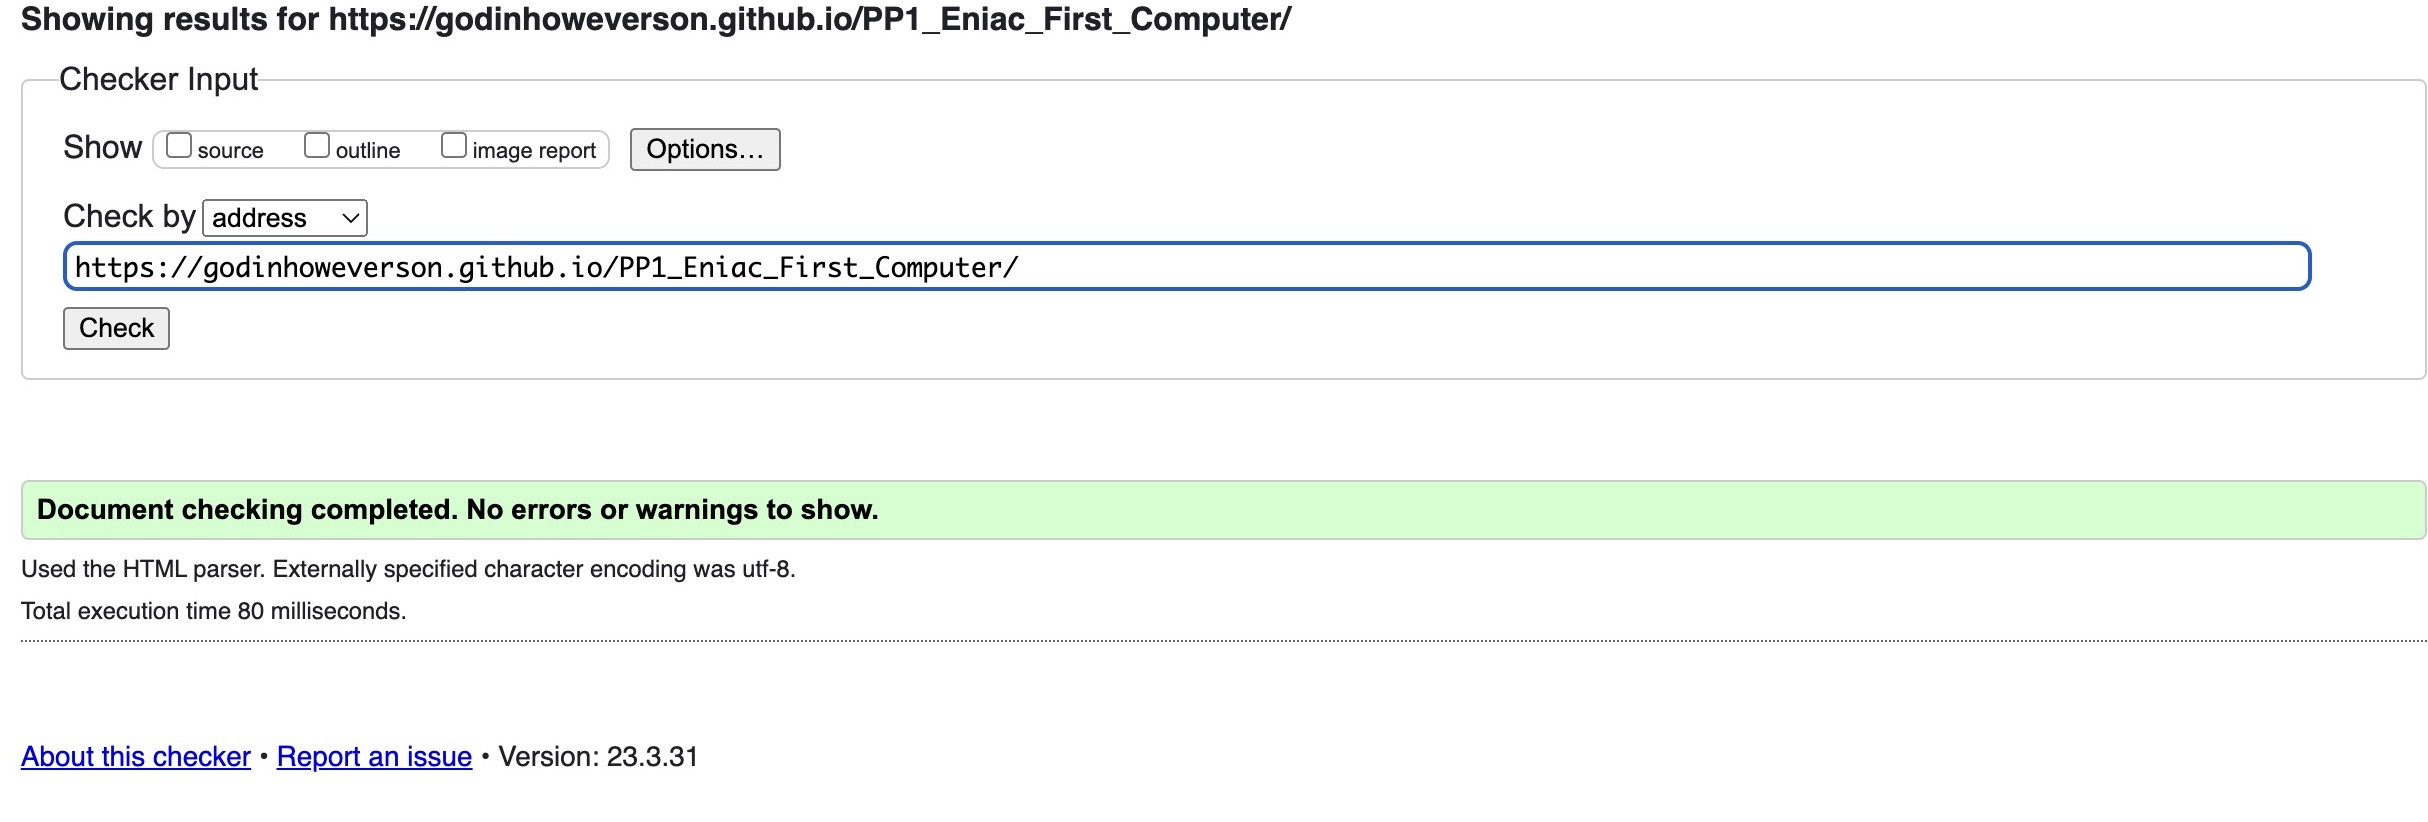 Showing results for https://godinhoweverson.github.io/PP1_Eniac_First_Computer/
Checker Input
Show source outline image report Options…
Check by address
https://godinhoweverson.github.io/PP1_Eniac_First_Computer/
Check
Document checking completed. No errors or warnings to show.
Used the HTML parser. Externally specified character encoding was utf-8.
Total execution time 80 milliseconds.
About this checker • Report an issue • Version: 23.3.31